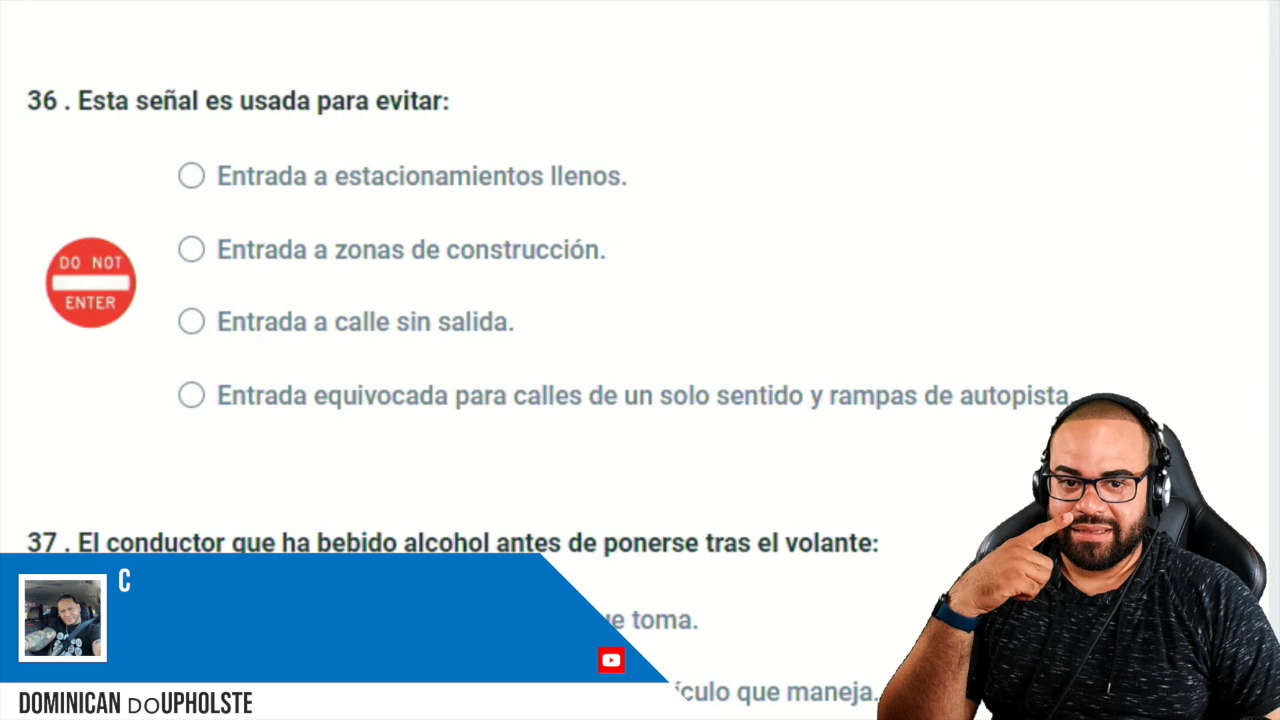 36 . Esta señal es usada para evitar:
Entrada a estacionamientos llenos.
Entrada a zonas de construcción.
DO NOT
ENTER
Entrada a calle sin salida.
Entrada equivocada para calles de un solo sentido y rampas de autopista.
37 . El conductor que ha bebido alcohol antes de ponerse tras el volante:
C
toma.
que maneja.
DOMINICAN DOUPHOLSTE